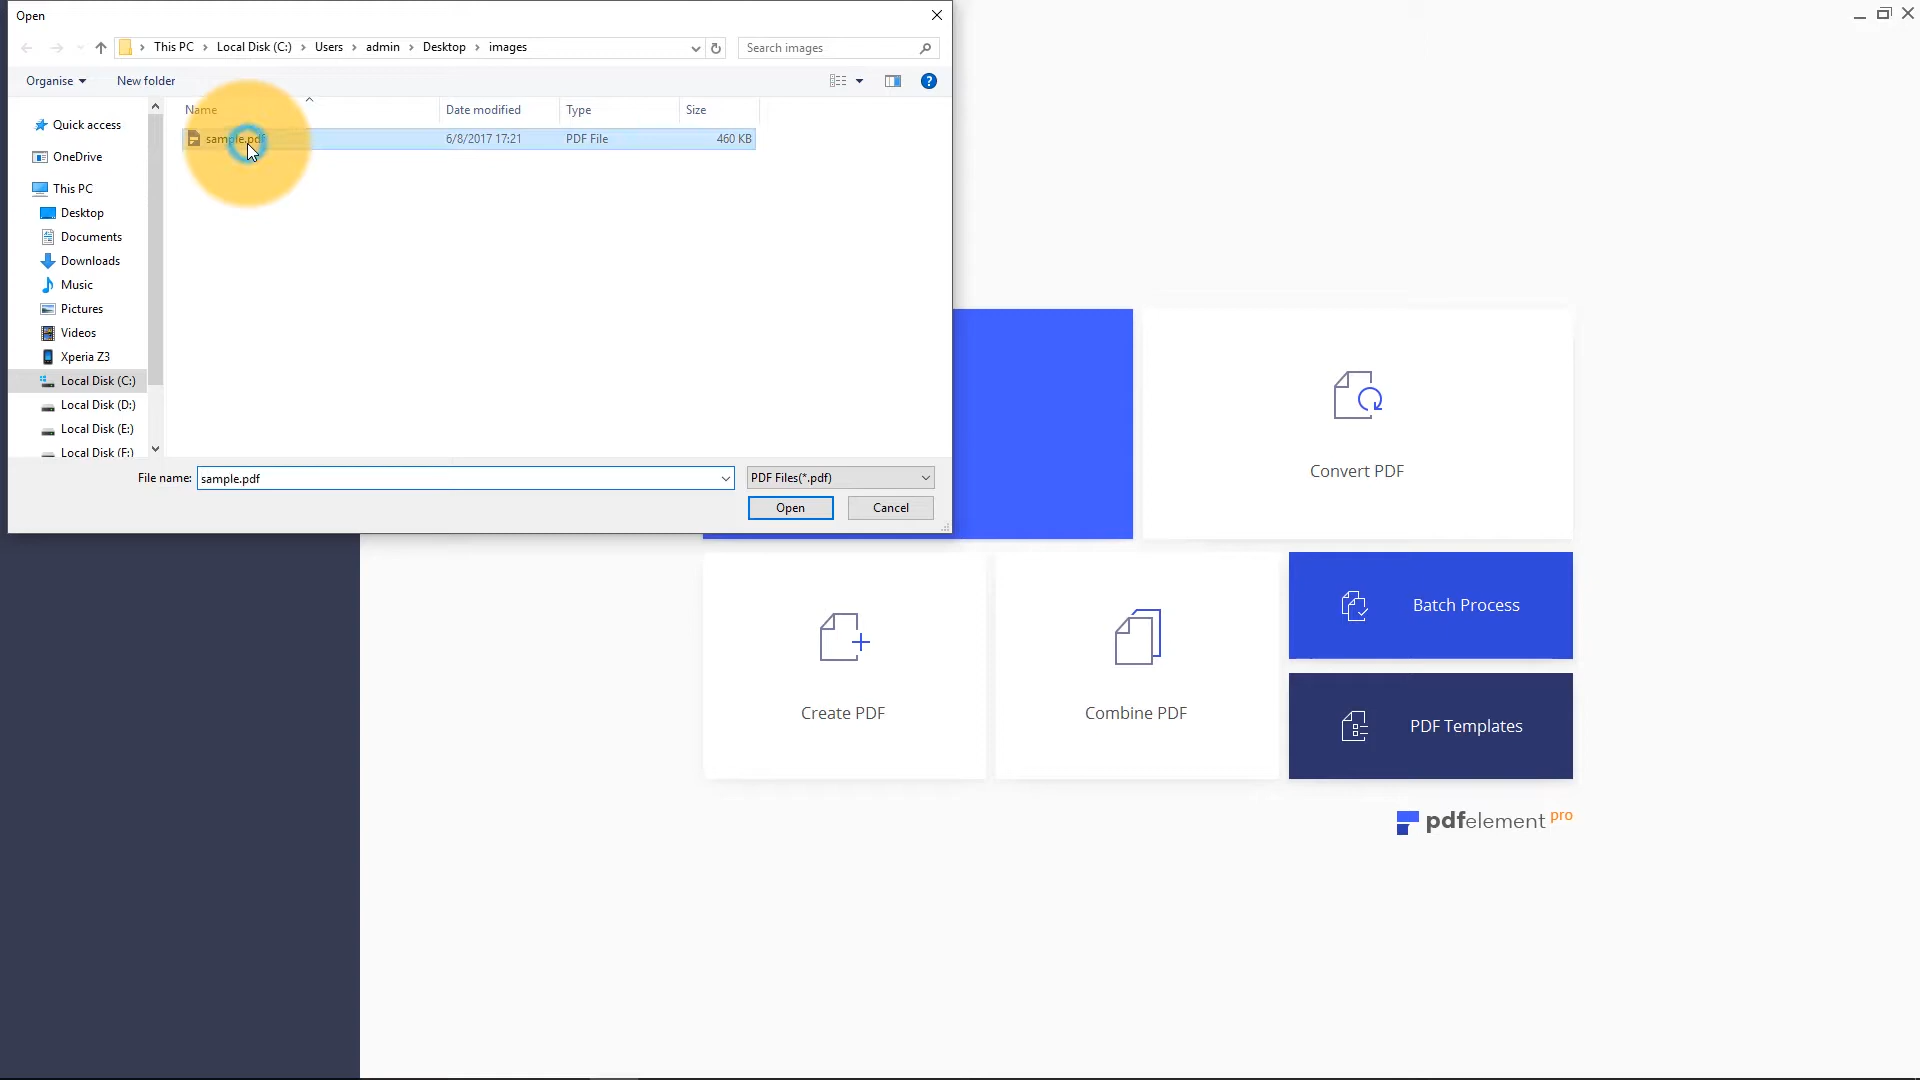 Open
This PC
Local Disk (C:)
Users
admin
Desktop
images
Search images
Organise
New folder
?
Name
Date modified
Type
Size
sample.pdf
6/8/2017 17:21
PDF File
460 KB
Quick access
OneDrive
This PC
Desktop
Documents
Downloads
Music
Pictures
Videos
Xperia Z3
Local Disk (C:)
Local Disk (D:)
Local Disk (E:)
Local Disk (F:)
File name:
sample.pdf
PDF Files(*.pdf)
Open
Cancel
Convert PDF
Create PDF
Combine PDF
Batch Process
PDF Templates
pdfelement pro